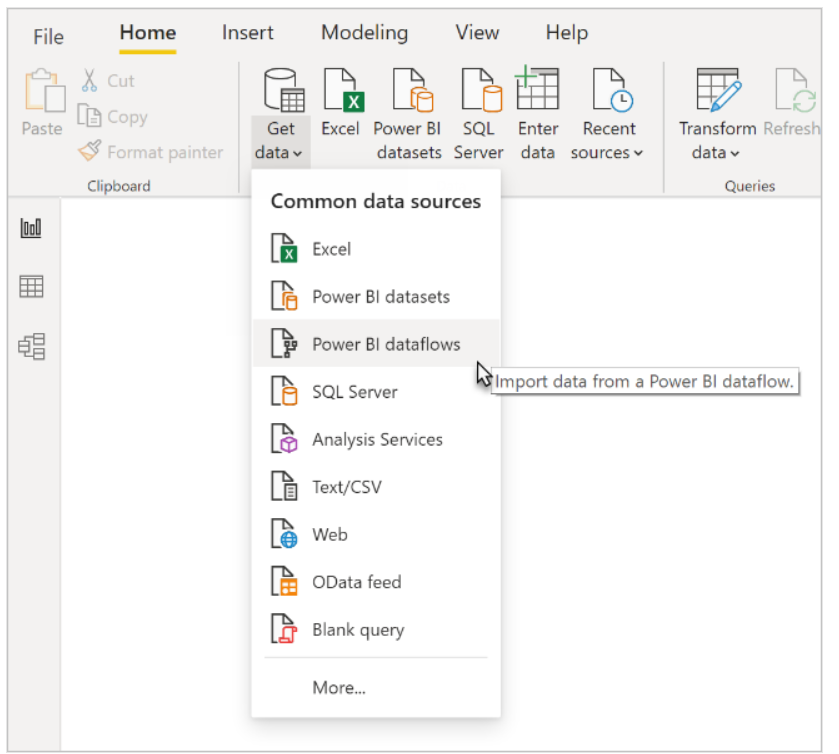 File Home Insert Modeling View Help
Paste
Cut
Copy
Format painter
Clipboard
Get data
Excel
Power BI datasets
SQL Server
Enter data
Recent sources
Transform data
Refresh
Queries
Common data sources
Excel
Power BI datasets
Power BI dataflows
Import data from a Power BI dataflow.
SQL Server
Analysis Services
Text/CSV
Web
OData feed
Blank query
More...